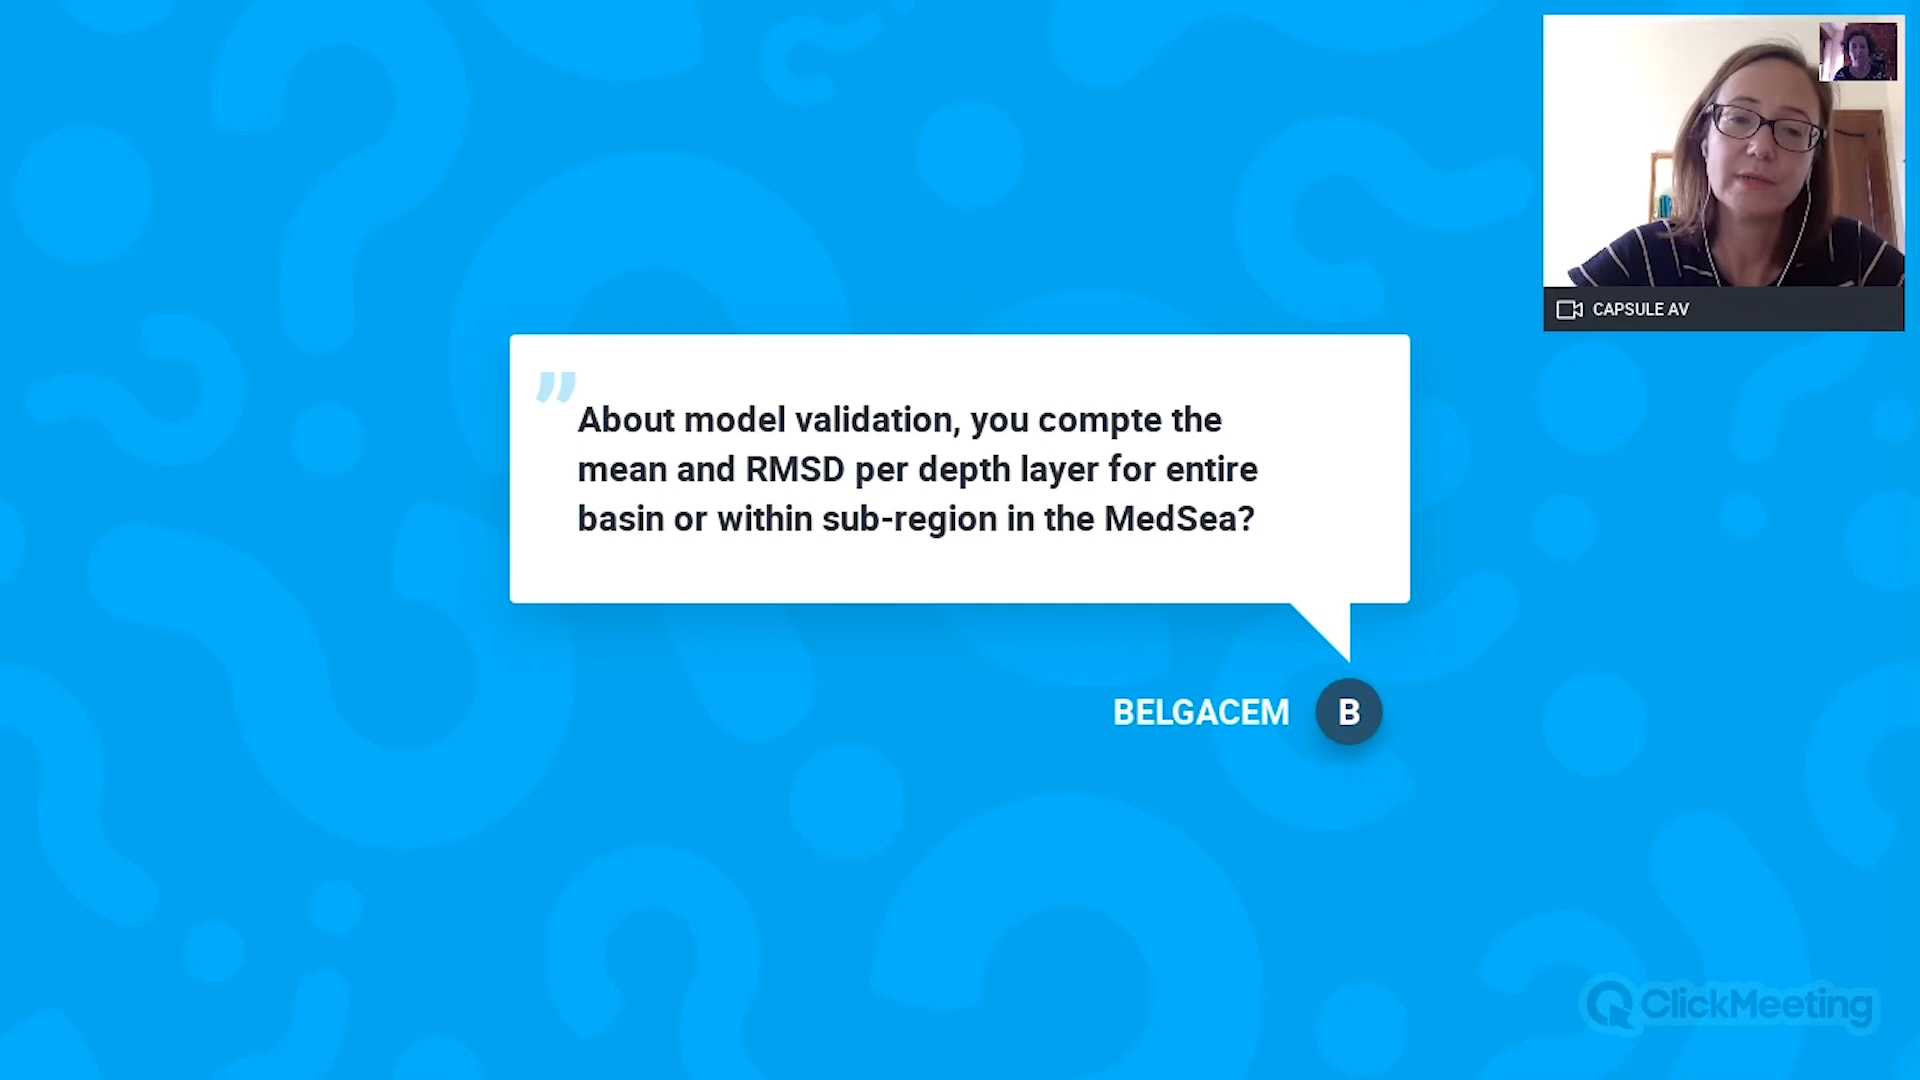 CAPSULE AV
”
About model validation, you compte the
mean and RMSD per depth layer for entire
basin or within sub-region in the MedSea?
BELGACEM B
ClickMeeting